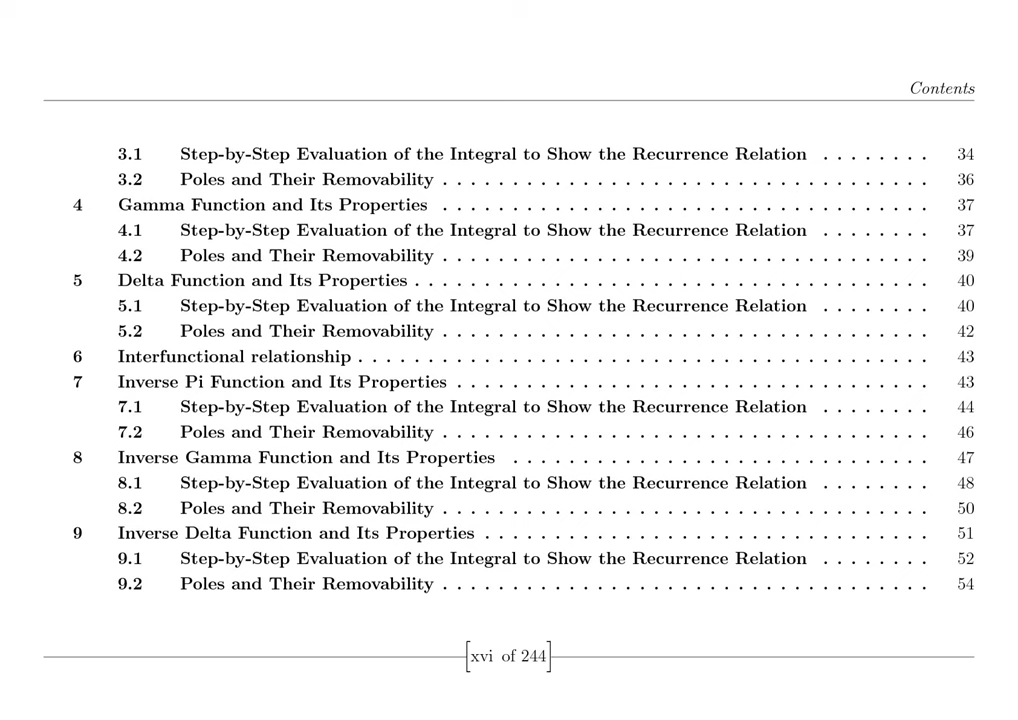 Contents
3.1 Step-by-Step Evaluation of the Integral to Show the Recurrence Relation . . . . . . . . 34
3.2 Poles and Their Removability . . . . . . . . . . . . . . . . . . . . . . . . . . . . . . . . . . . 36
4 Gamma Function and Its Properties . . . . . . . . . . . . . . . . . . . . . . . . . . . . . . . . . . . 37
4.1 Step-by-Step Evaluation of the Integral to Show the Recurrence Relation . . . . . . . . 37
4.2 Poles and Their Removability . . . . . . . . . . . . . . . . . . . . . . . . . . . . . . . . . . . 39
5 Delta Function and Its Properties . . . . . . . . . . . . . . . . . . . . . . . . . . . . . . . . . . . . . 40
5.1 Step-by-Step Evaluation of the Integral to Show the Recurrence Relation . . . . . . . . 40
5.2 Poles and Their Removability . . . . . . . . . . . . . . . . . . . . . . . . . . . . . . . . . . . 42
6 Interfunctional relationship . . . . . . . . . . . . . . . . . . . . . . . . . . . . . . . . . . . . . . . . . 43
7 Inverse Pi Function and Its Properties . . . . . . . . . . . . . . . . . . . . . . . . . . . . . . . . . . 43
7.1 Step-by-Step Evaluation of the Integral to Show the Recurrence Relation . . . . . . . . 44
7.2 Poles and Their Removability . . . . . . . . . . . . . . . . . . . . . . . . . . . . . . . . . . . 46
8 Inverse Gamma Function and Its Properties . . . . . . . . . . . . . . . . . . . . . . . . . . . . . . 47
8.1 Step-by-Step Evaluation of the Integral to Show the Recurrence Relation . . . . . . . . 48
8.2 Poles and Their Removability . . . . . . . . . . . . . . . . . . . . . . . . . . . . . . . . . . . 50
9 Inverse Delta Function and Its Properties . . . . . . . . . . . . . . . . . . . . . . . . . . . . . . . . 51
9.1 Step-by-Step Evaluation of the Integral to Show the Recurrence Relation . . . . . . . . 52
9.2 Poles and Their Removability . . . . . . . . . . . . . . . . . . . . . . . . . . . . . . . . . . . 54
[xvi of 244]